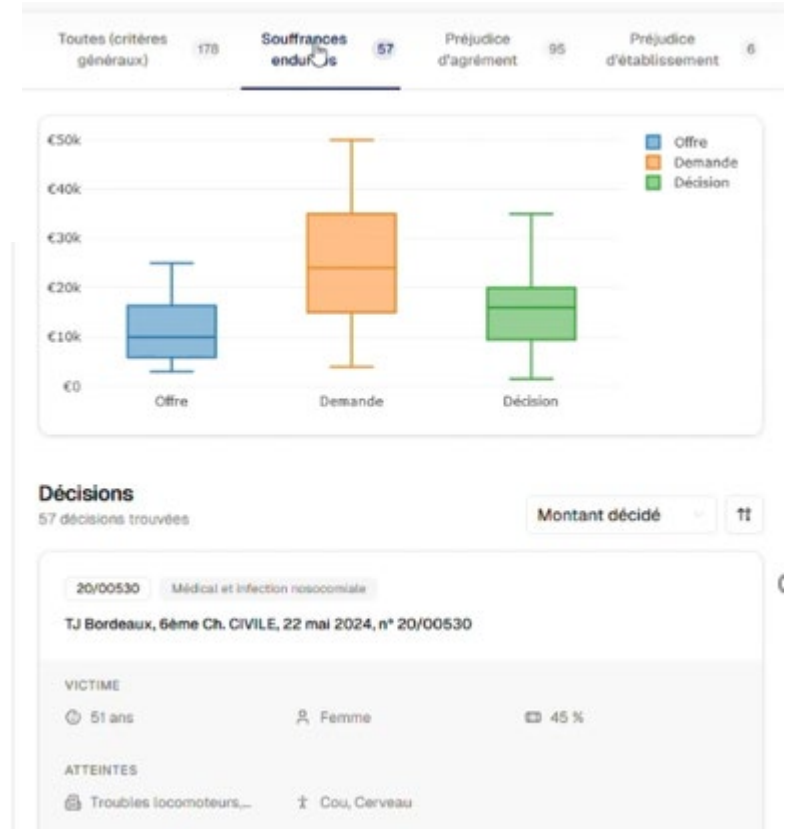 Toutes (critères
généraux)
178
Souffrances
endurées
57
Préjudice
d'agrément
95
Préjudice
d'établissement
6
€50k
€40k
€30k
€20k
€10k
€0
Offre
Demande
Décision
Offre
Demande
Décision
Décisions
57 décisions trouvées
Montant décidé
20/00530
Médical et infection nosocomiale
TJ Bordeaux, 6ème Ch. CIVILE, 22 mai 2024, n° 20/00530
VICTIME
51 ans
Femme
45 %
ATTEINTES
Troubles locomoteurs,...
Cou, Cerveau